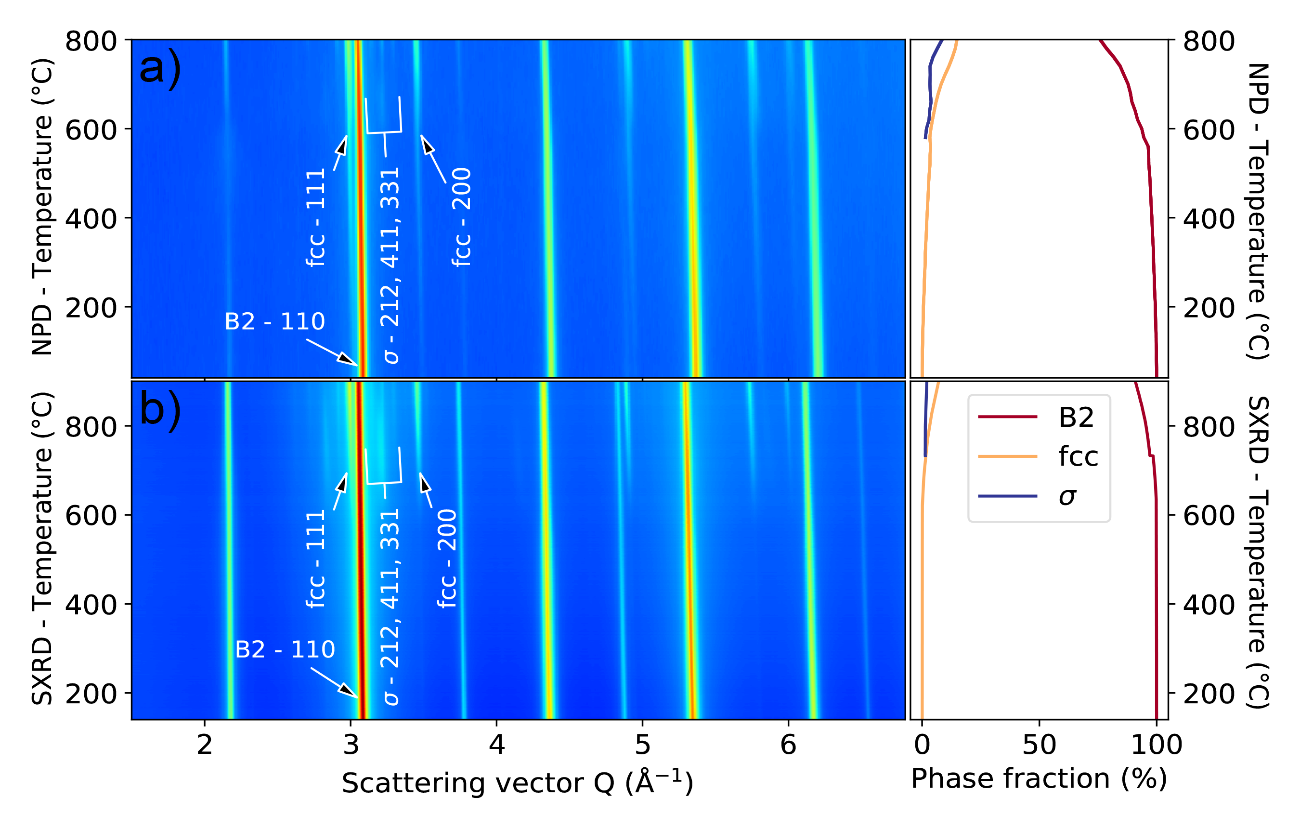 a)
800
600
400
200
NPD - Temperature (°C)
fcc - 111
σ - 212, 411, 331
fcc - 200
B2 - 110
800
600
400
200
NPD - Temperature (°C)
b)
800
600
400
200
SXRD - Temperature (°C)
fcc - 111
σ - 212, 411, 331
fcc - 200
B2 - 110
B2
fcc
σ
800
600
400
200
SXRD - Temperature (°C)
2 3 4 5 6
Scattering vector Q (Å⁻¹)
0 50 100
Phase fraction (%)